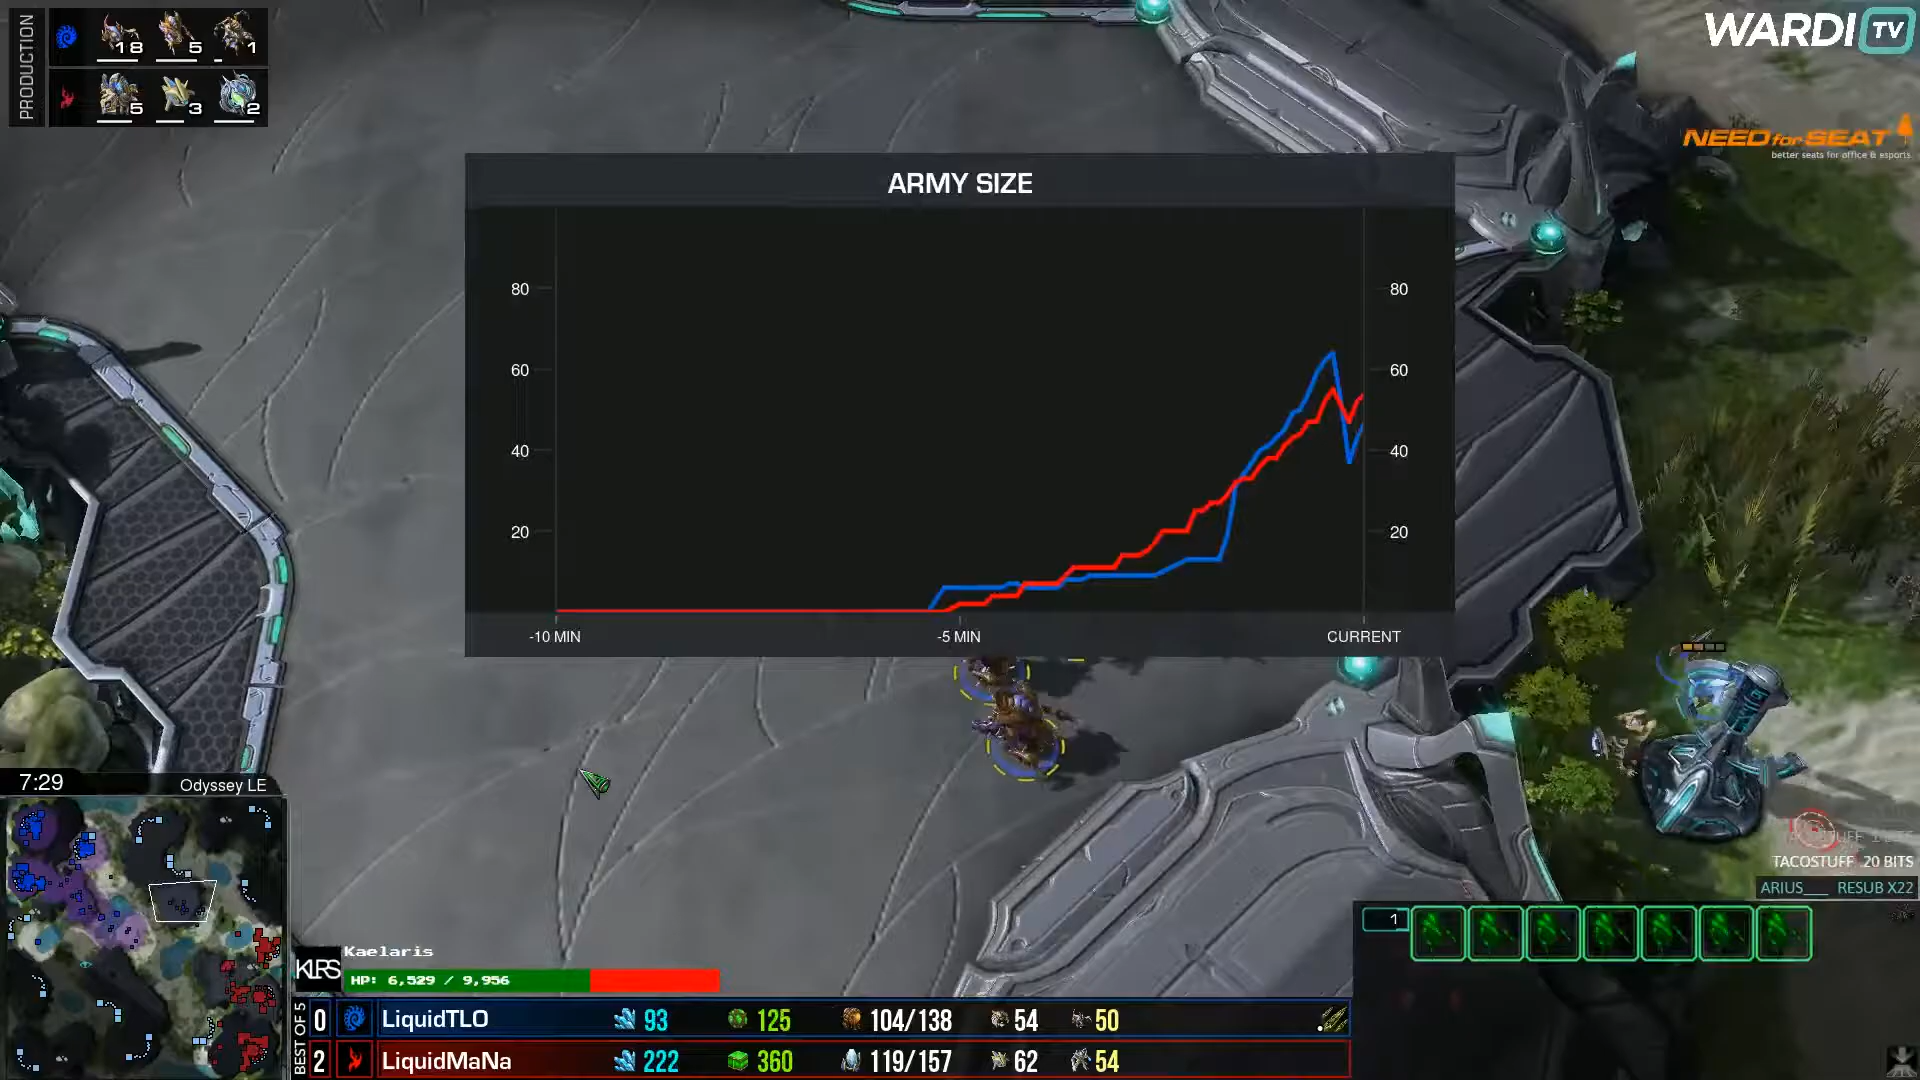 PRODUCTION
18 5 1
5 3 2
WARDI TV
NEED for SEAT
better seats for office & esports
ARMY SIZE
80 80
60 60
40 40
20 20
-10 MIN -5 MIN CURRENT
7:29 Odyssey LE
TACOSTUFF 20 BITS
ARIUS___ RESUB X22
1
KLRS
Kaelaris
HP: 6,529 / 9,956
BEST OF 5
0 LiquidTLO 93 125 104/138 54 50
2 LiquidMaNa 222 360 119/157 62 54